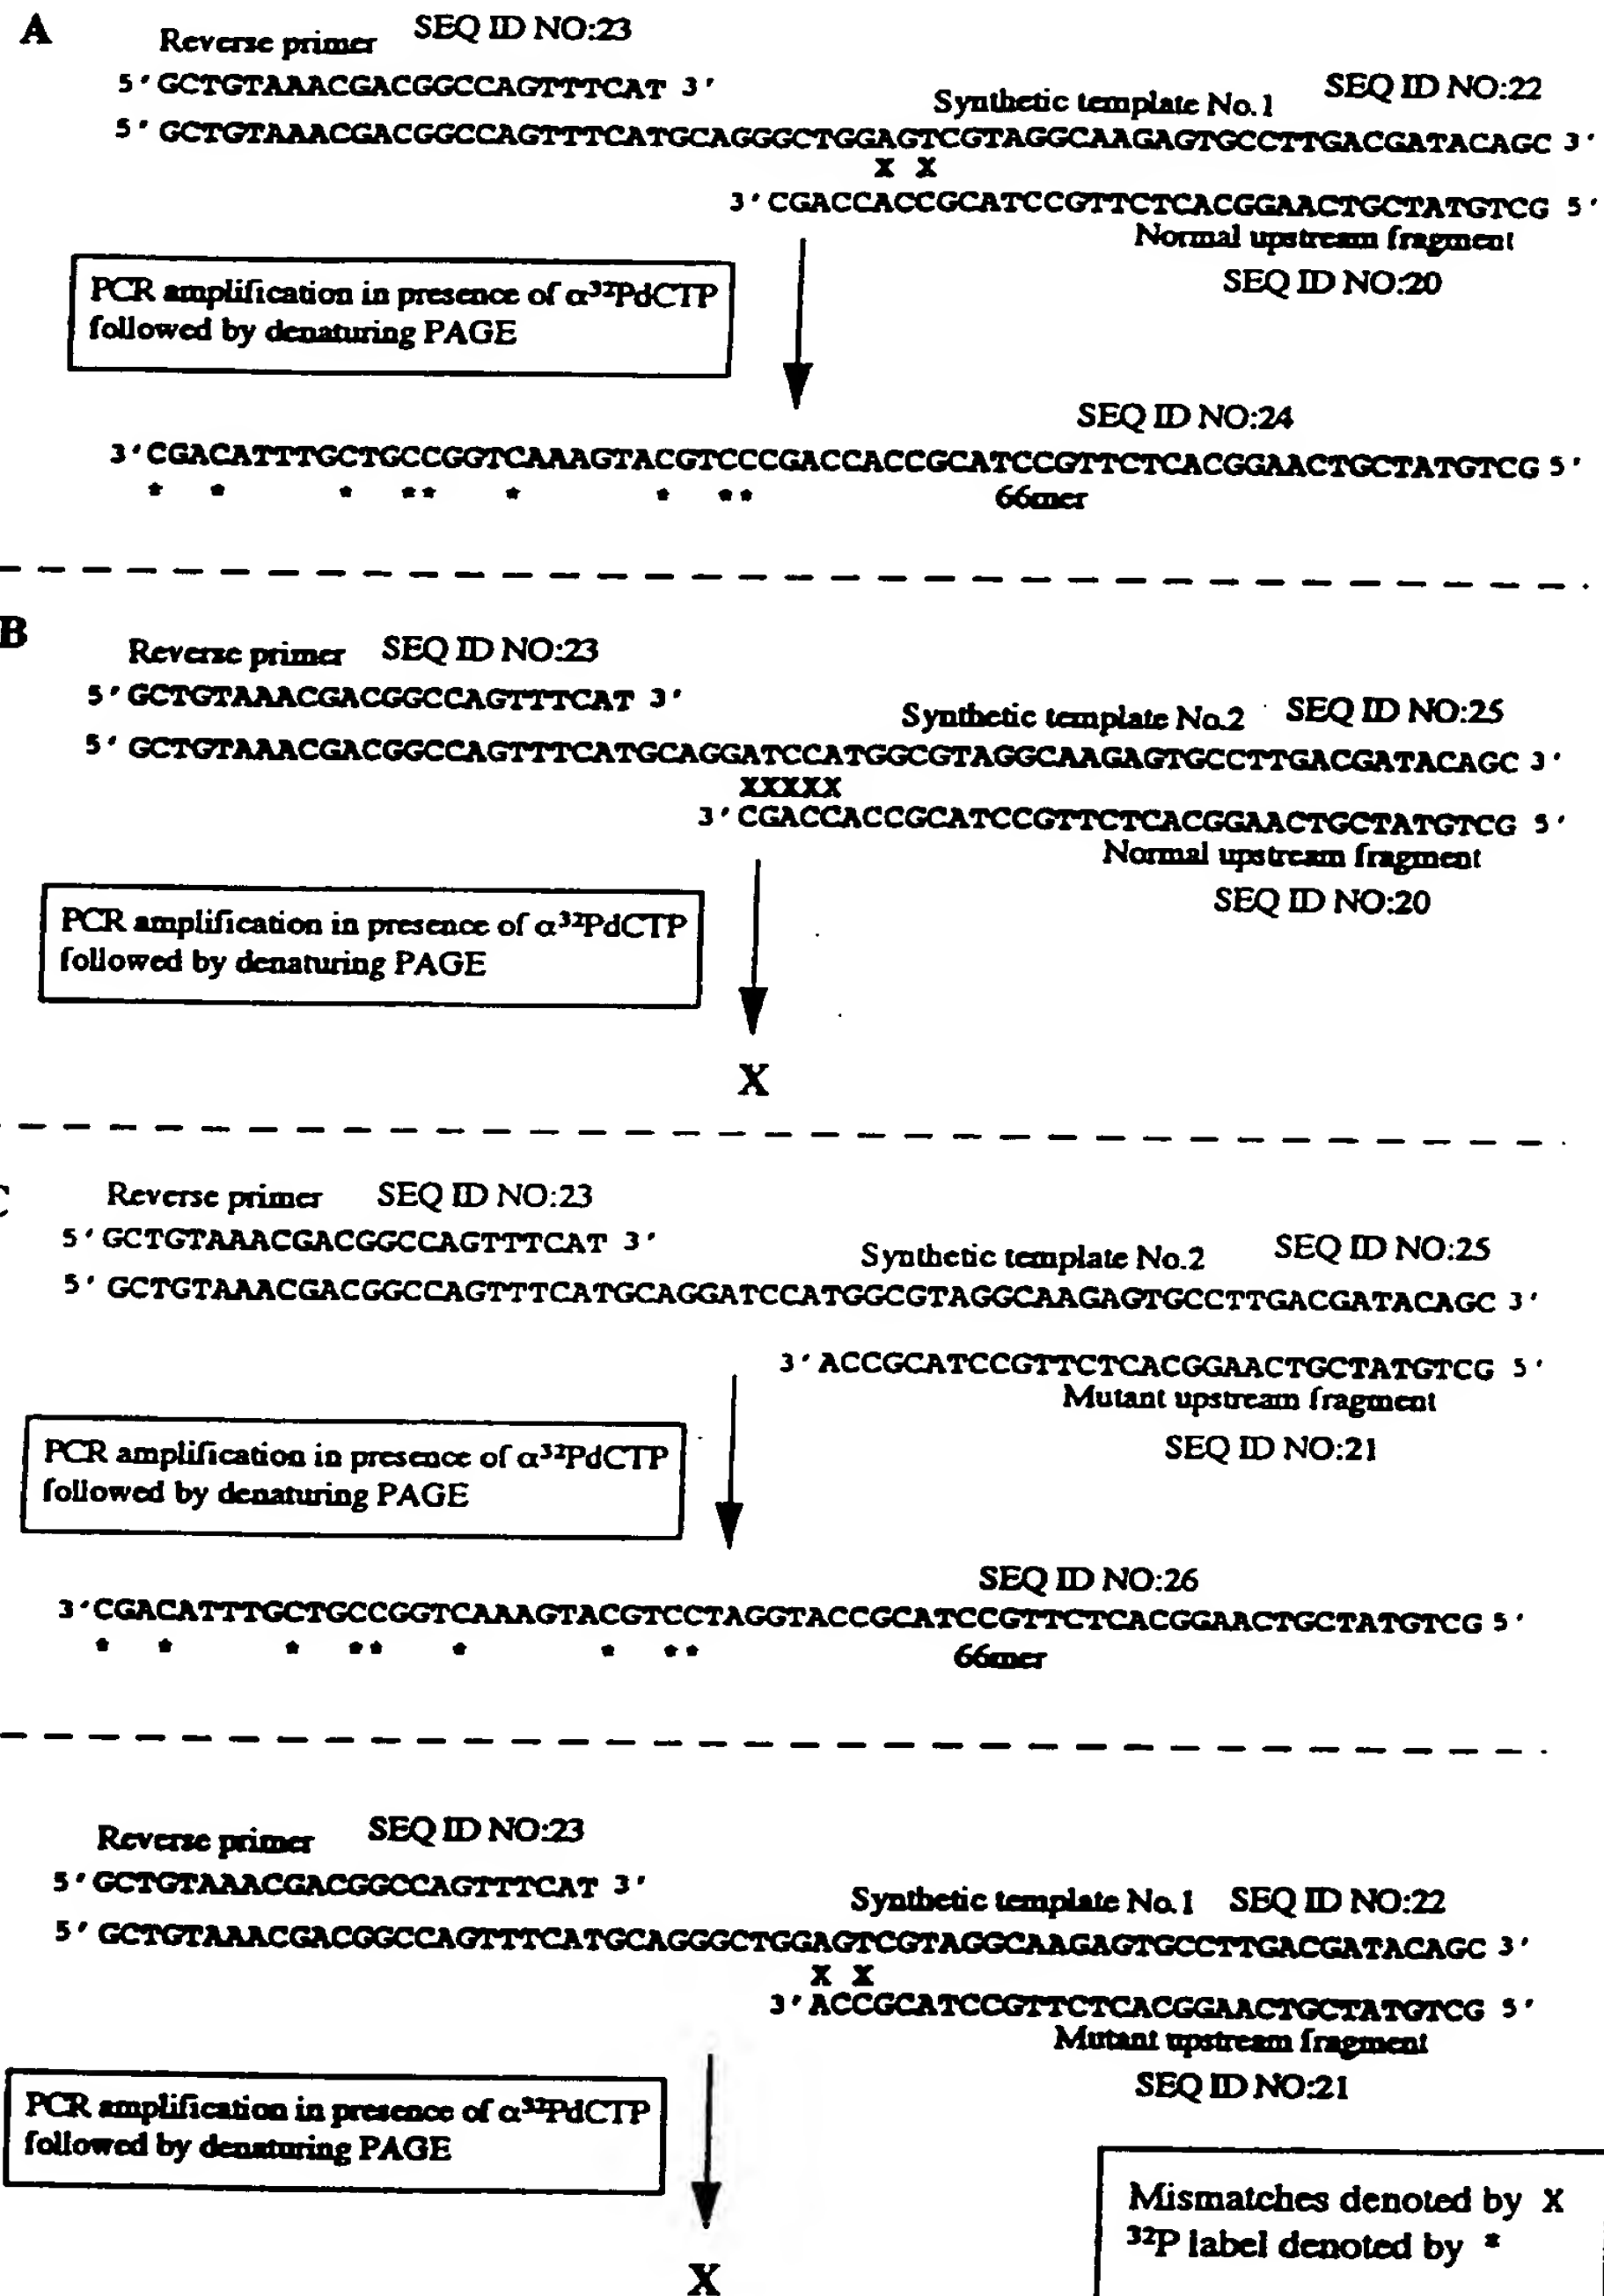 A
Reverse primer SEQ ID NO:23
5' GCTGTAAACGACGGCCAGTTTCAT 3'
Synthetic template No.1 SEQ ID NO:22
5' GCTGTAAACGACGGCCAGTTTCATGCAGGGCTGGAGTCGTAGGCAAGAGTGCCTTGACGATACAGC 3'
X X
3' CGACCACCGCATCCGTTCTCACGGAACTGCTATGTCG 5'
Normal upstream fragment
SEQ ID NO:20
PCR amplification in presence of α³²PdCTP
followed by denaturing PAGE
SEQ ID NO:24
3' CGACATTTGCTGCCGGTCAAAGTACGTCCCGACCACCGCATCCGTTCTCACGGAACTGCTATGTCG 5'
* * * ** * * **
66mer
B
Reverse primer SEQ ID NO:23
5' GCTGTAAACGACGGCCAGTTTCAT 3'
Synthetic template No.2 SEQ ID NO:25
5' GCTGTAAACGACGGCCAGTTTCATGCAGGATCCATGGCGTAGGCAAGAGTGCCTTGACGATACAGC 3'
XXXXX
3' CGACCACCGCATCCGTTCTCACGGAACTGCTATGTCG 5'
Normal upstream fragment
SEQ ID NO:20
PCR amplification in presence of α³²PdCTP
followed by denaturing PAGE
X
C
Reverse primer SEQ ID NO:23
5' GCTGTAAACGACGGCCAGTTTCAT 3'
Synthetic template No.2 SEQ ID NO:25
5' GCTGTAAACGACGGCCAGTTTCATGCAGGATCCATGGCGTAGGCAAGAGTGCCTTGACGATACAGC 3'
3' ACCGCATCCGTTCTCACGGAACTGCTATGTCG 5'
Mutant upstream fragment
SEQ ID NO:21
PCR amplification in presence of α³²PdCTP
followed by denaturing PAGE
SEQ ID NO:26
3' CGACATTTGCTGCCGGTCAAAGTACGTCCTAGGTACCGCATCCGTTCTCACGGAACTGCTATGTCG 5'
* * * ** * * **
66mer
Reverse primer SEQ ID NO:23
5' GCTGTAAACGACGGCCAGTTTCAT 3'
Synthetic template No.1 SEQ ID NO:22
5' GCTGTAAACGACGGCCAGTTTCATGCAGGGCTGGAGTCGTAGGCAAGAGTGCCTTGACGATACAGC 3'
X X
3' ACCGCATCCGTTCTCACGGAACTGCTATGTCG 5'
Mutant upstream fragment
SEQ ID NO:21
PCR amplification in presence of α³²PdCTP
followed by denaturing PAGE
X
Mismatches denoted by X
³²P label denoted by *